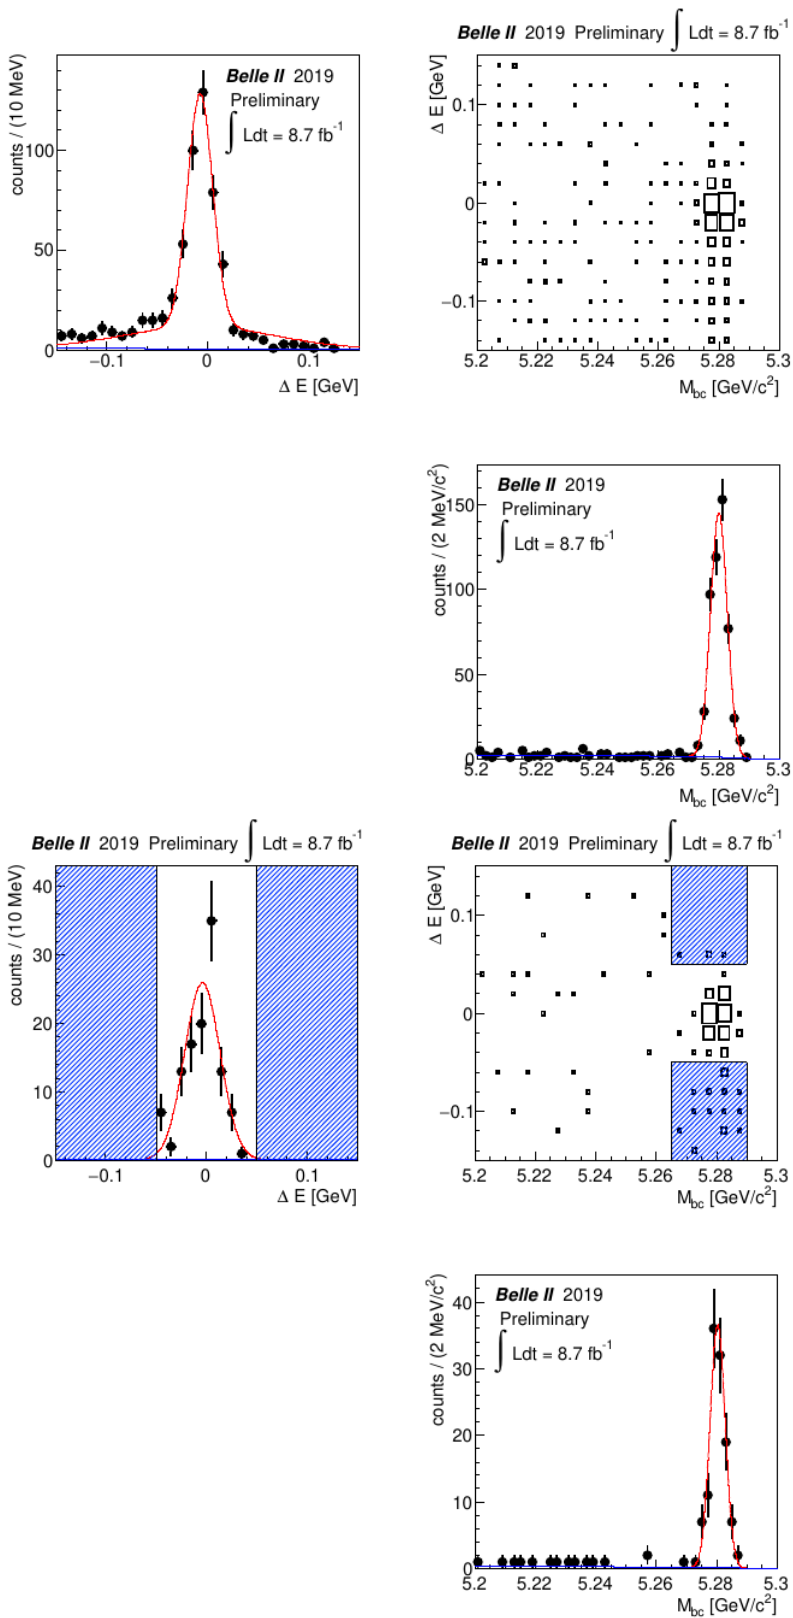 Belle II 2019
Preliminary
∫ Ldt = 8.7 fb⁻¹
counts / (10 MeV)
100
50
0
−0.1 0 0.1
Δ E [GeV]
Belle II 2019 Preliminary ∫ Ldt = 8.7 fb⁻¹
Δ E [GeV]
0.1
0
−0.1
5.2 5.22 5.24 5.26 5.28 5.3
M_bc [GeV/c²]
Belle II 2019
Preliminary
∫ Ldt = 8.7 fb⁻¹
counts / (2 MeV/c²)
150
100
50
0
5.2 5.22 5.24 5.26 5.28 5.3
M_bc [GeV/c²]
Belle II 2019 Preliminary ∫ Ldt = 8.7 fb⁻¹
counts / (10 MeV)
40
30
20
10
0
−0.1 0 0.1
Δ E [GeV]
Belle II 2019 Preliminary ∫ Ldt = 8.7 fb⁻¹
Δ E [GeV]
0.1
0
−0.1
5.2 5.22 5.24 5.26 5.28 5.3
M_bc [GeV/c²]
Belle II 2019
Preliminary
∫ Ldt = 8.7 fb⁻¹
counts / (2 MeV/c²)
40
30
20
10
0
5.2 5.22 5.24 5.26 5.28 5.3
M_bc [GeV/c²]